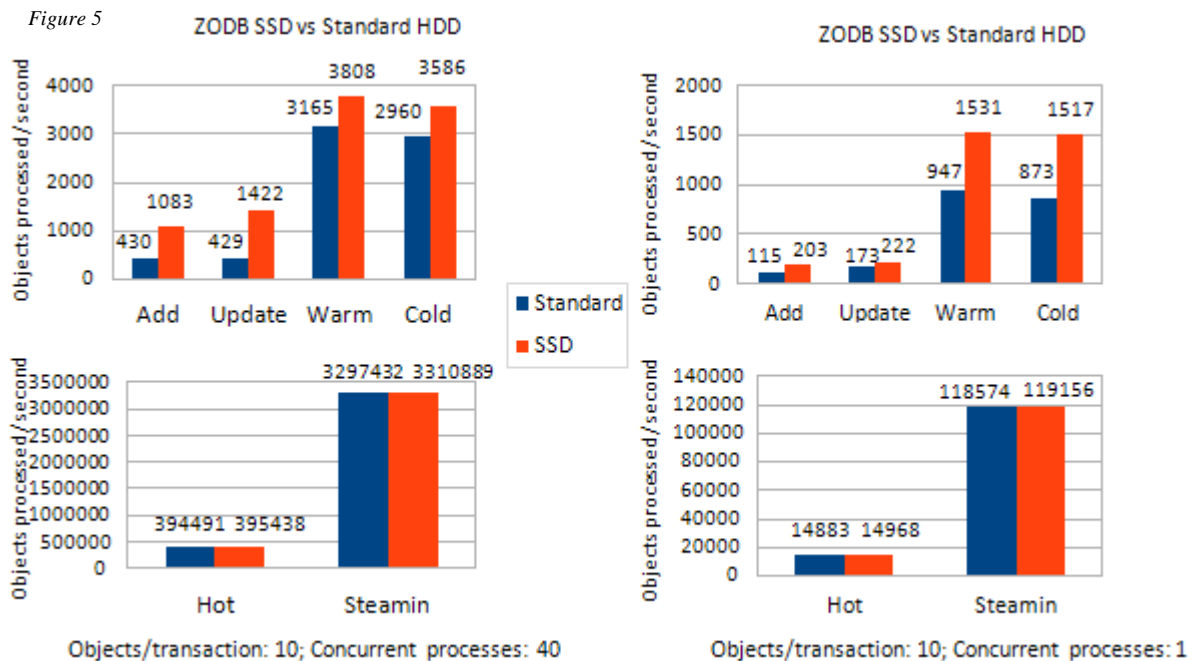 Figure 5
ZODB SSD vs Standard HDD
Objects processed/second
4000
3000
2000
1000
0
430
1083
429
1422
3165
3808
2960
3586
Add
Update
Warm
Cold
ZODB SSD vs Standard HDD
Objects processed/second
2000
1500
1000
500
0
115
203
173
222
947
1531
873
1517
Add
Update
Warm
Cold
Standard
SSD
Objects processed/second
3500000
3000000
2500000
2000000
1500000
1000000
500000
0
394491
395438
3297432
3310889
Hot
Steamin
Objects/transaction: 10; Concurrent processes: 40
Objects processed/second
140000
120000
100000
80000
60000
40000
20000
0
14883
14968
118574
119156
Hot
Steamin
Objects/transaction: 10; Concurrent processes: 1